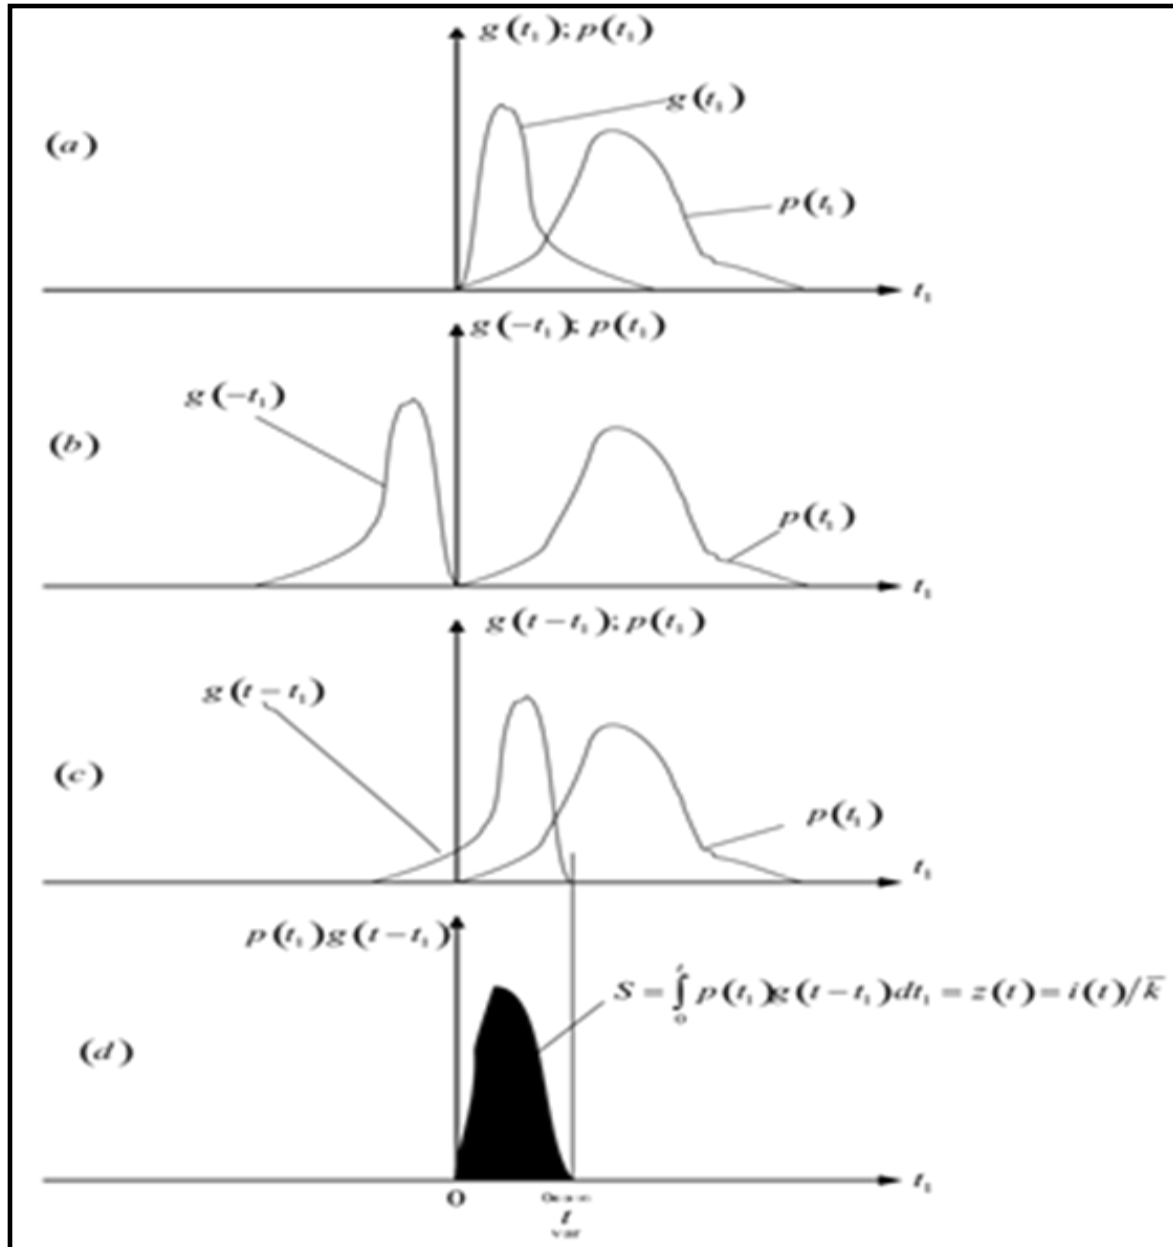 g(t₁); p(t₁)
g(t₁)
(a)
p(t₁)
t₁
g(−t₁); p(t₁)
g(−t₁)
(b)
p(t₁)
t₁
g(t−t₁); p(t₁)
g(t−t₁)
(c)
p(t₁)
t₁
p(t₁)g(t−t₁)
S = ∫₀ᵗ p(t₁)g(t−t₁)dt₁ = z(t) = i(t)/k̅
(d)
t₁
0
t
var